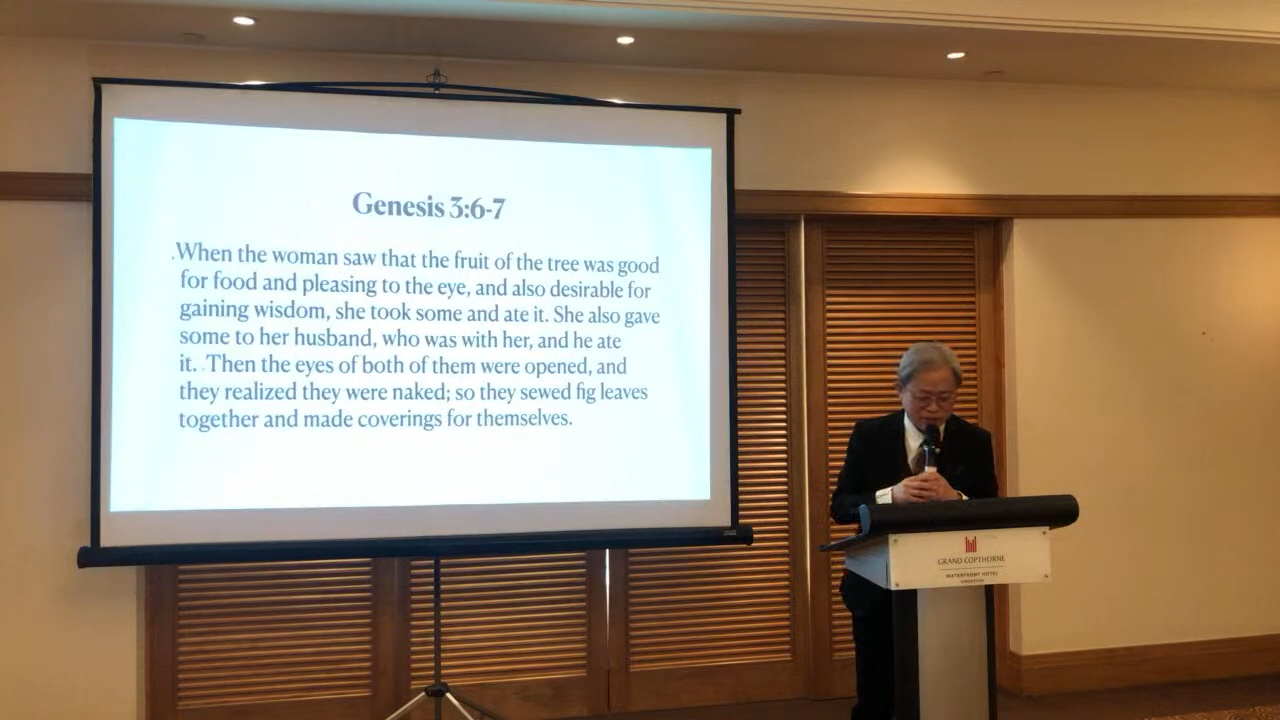 Genesis 3:6-7
.When the woman saw that the fruit of the tree was good
for food and pleasing to the eye, and also desirable for
gaining wisdom, she took some and ate it. She also gave
some to her husband, who was with her, and he ate
it. .Then the eyes of both of them were opened, and
they realized they were naked; so they sewed fig leaves
together and made coverings for themselves.
GRAND COPTHORNE
WATERFRONT HOTEL
SINGAPORE